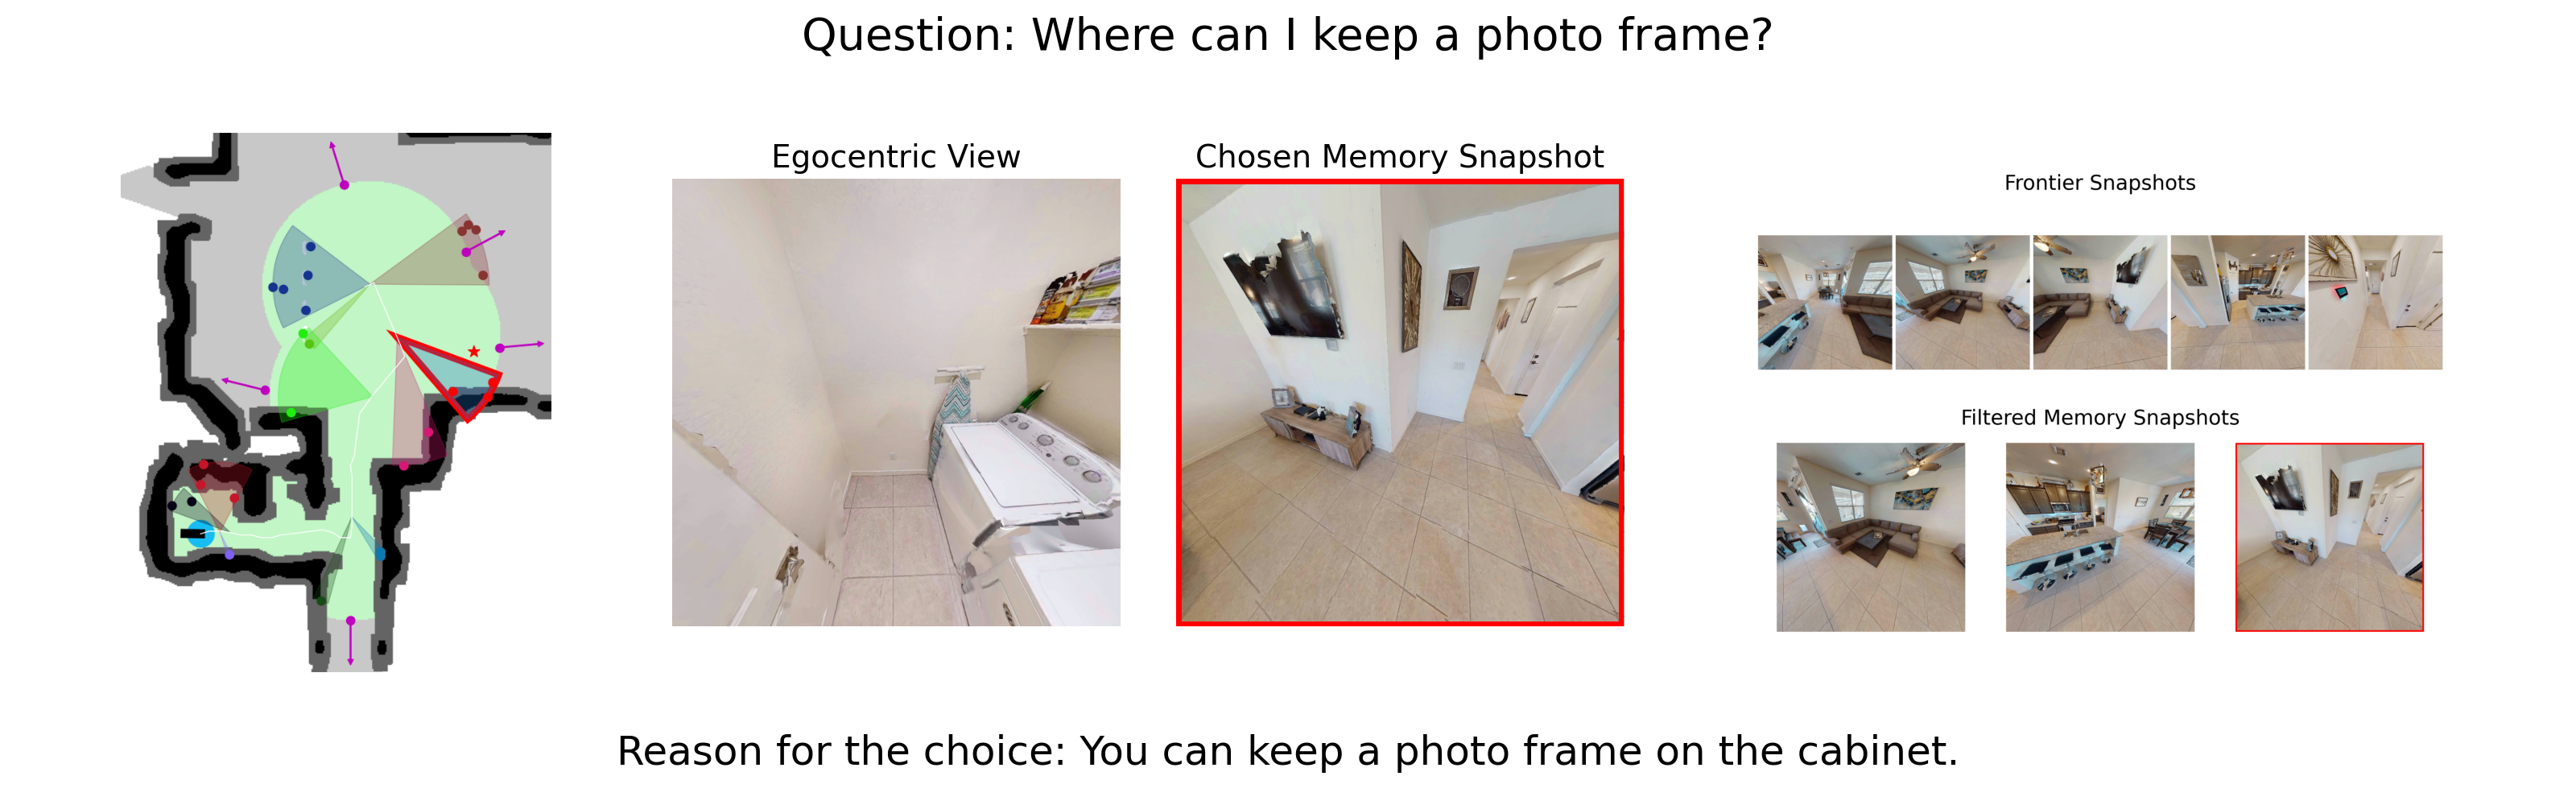 Question: Where can I keep a photo frame?
Egocentric View
Chosen Memory Snapshot
Frontier Snapshots
Filtered Memory Snapshots
Reason for the choice: You can keep a photo frame on the cabinet.